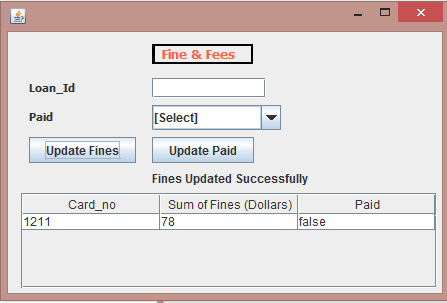 Fine & Fees
Loan_Id
Paid [Select]
Update Fines Update Paid
Fines Updated Successfully
Card_no Sum of Fines (Dollars) Paid
1211 78 false